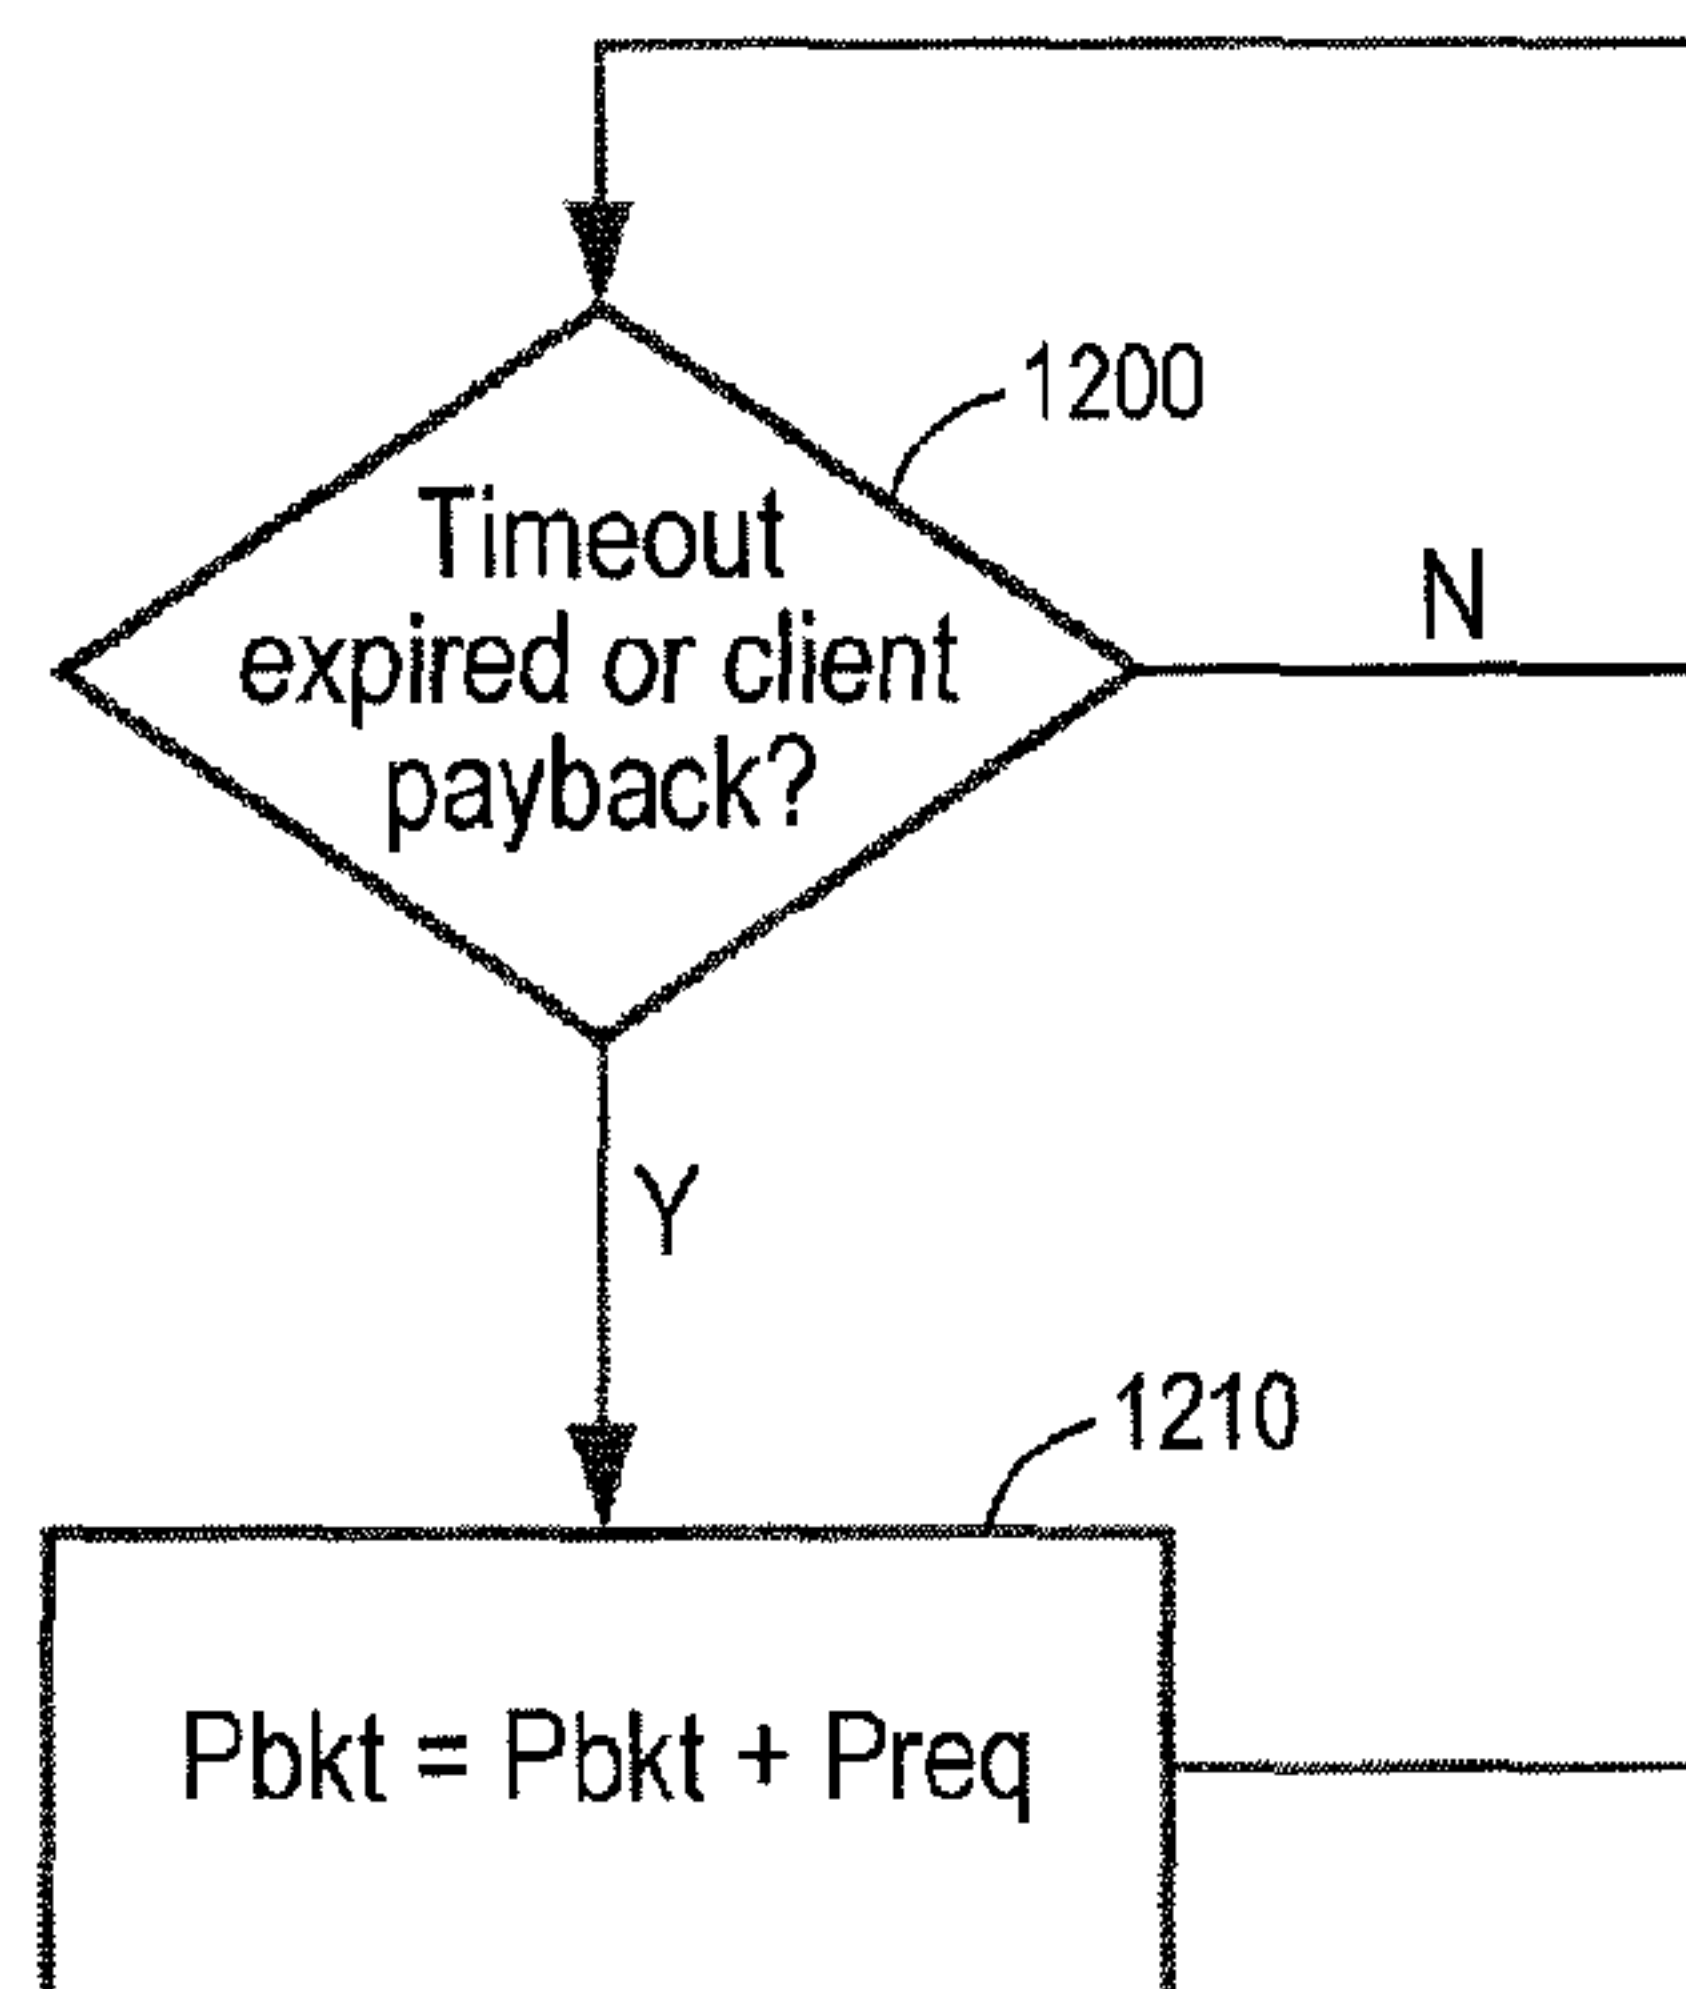 1200
Timeout
expired or client
payback?
N
Y
1210
Pbkt = Pbkt + Preq